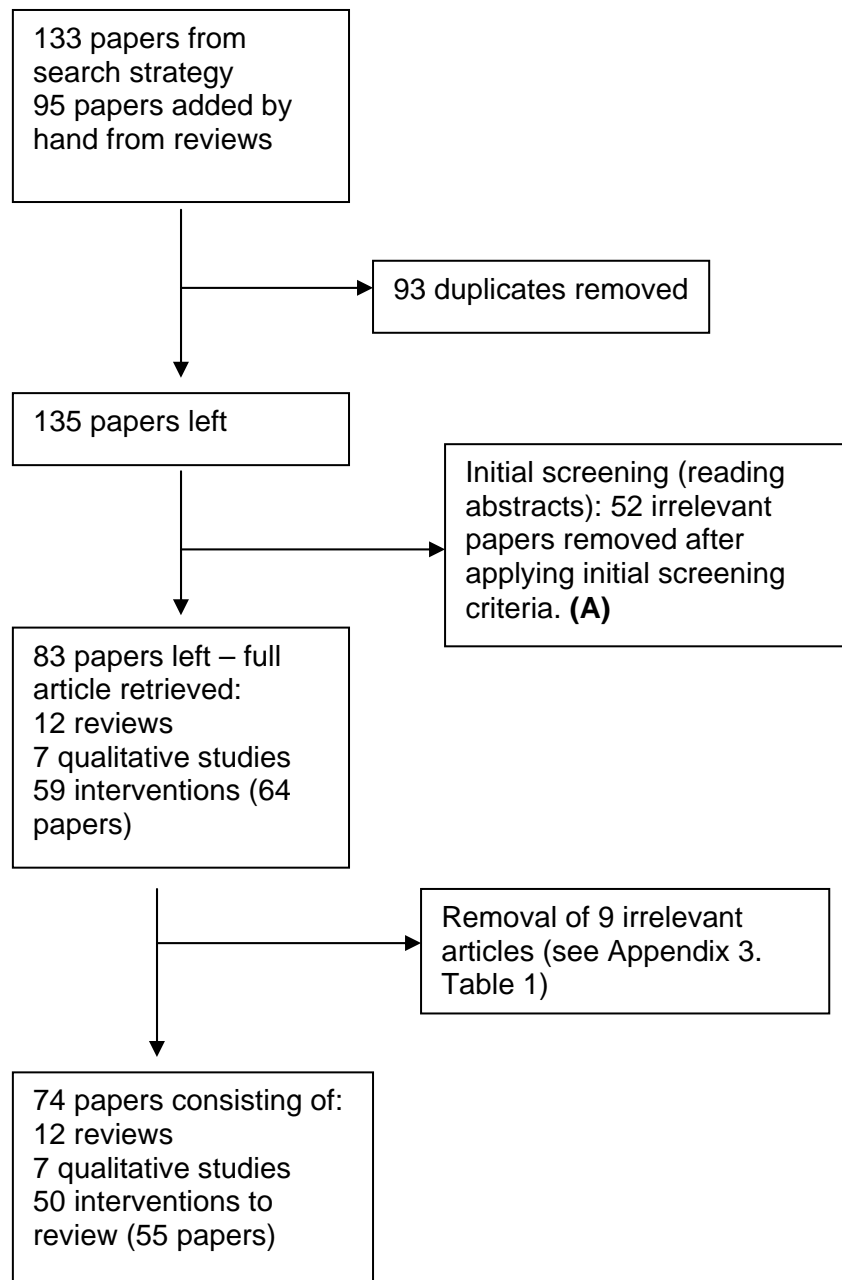 133 papers from
search strategy
95 papers added by
hand from reviews
93 duplicates removed
135 papers left
Initial screening (reading
abstracts): 52 irrelevant
papers removed after
applying initial screening
criteria. (A)
83 papers left – full
article retrieved:
12 reviews
7 qualitative studies
59 interventions (64
papers)
Removal of 9 irrelevant
articles (see Appendix 3.
Table 1)
74 papers consisting of:
12 reviews
7 qualitative studies
50 interventions to
review (55 papers)